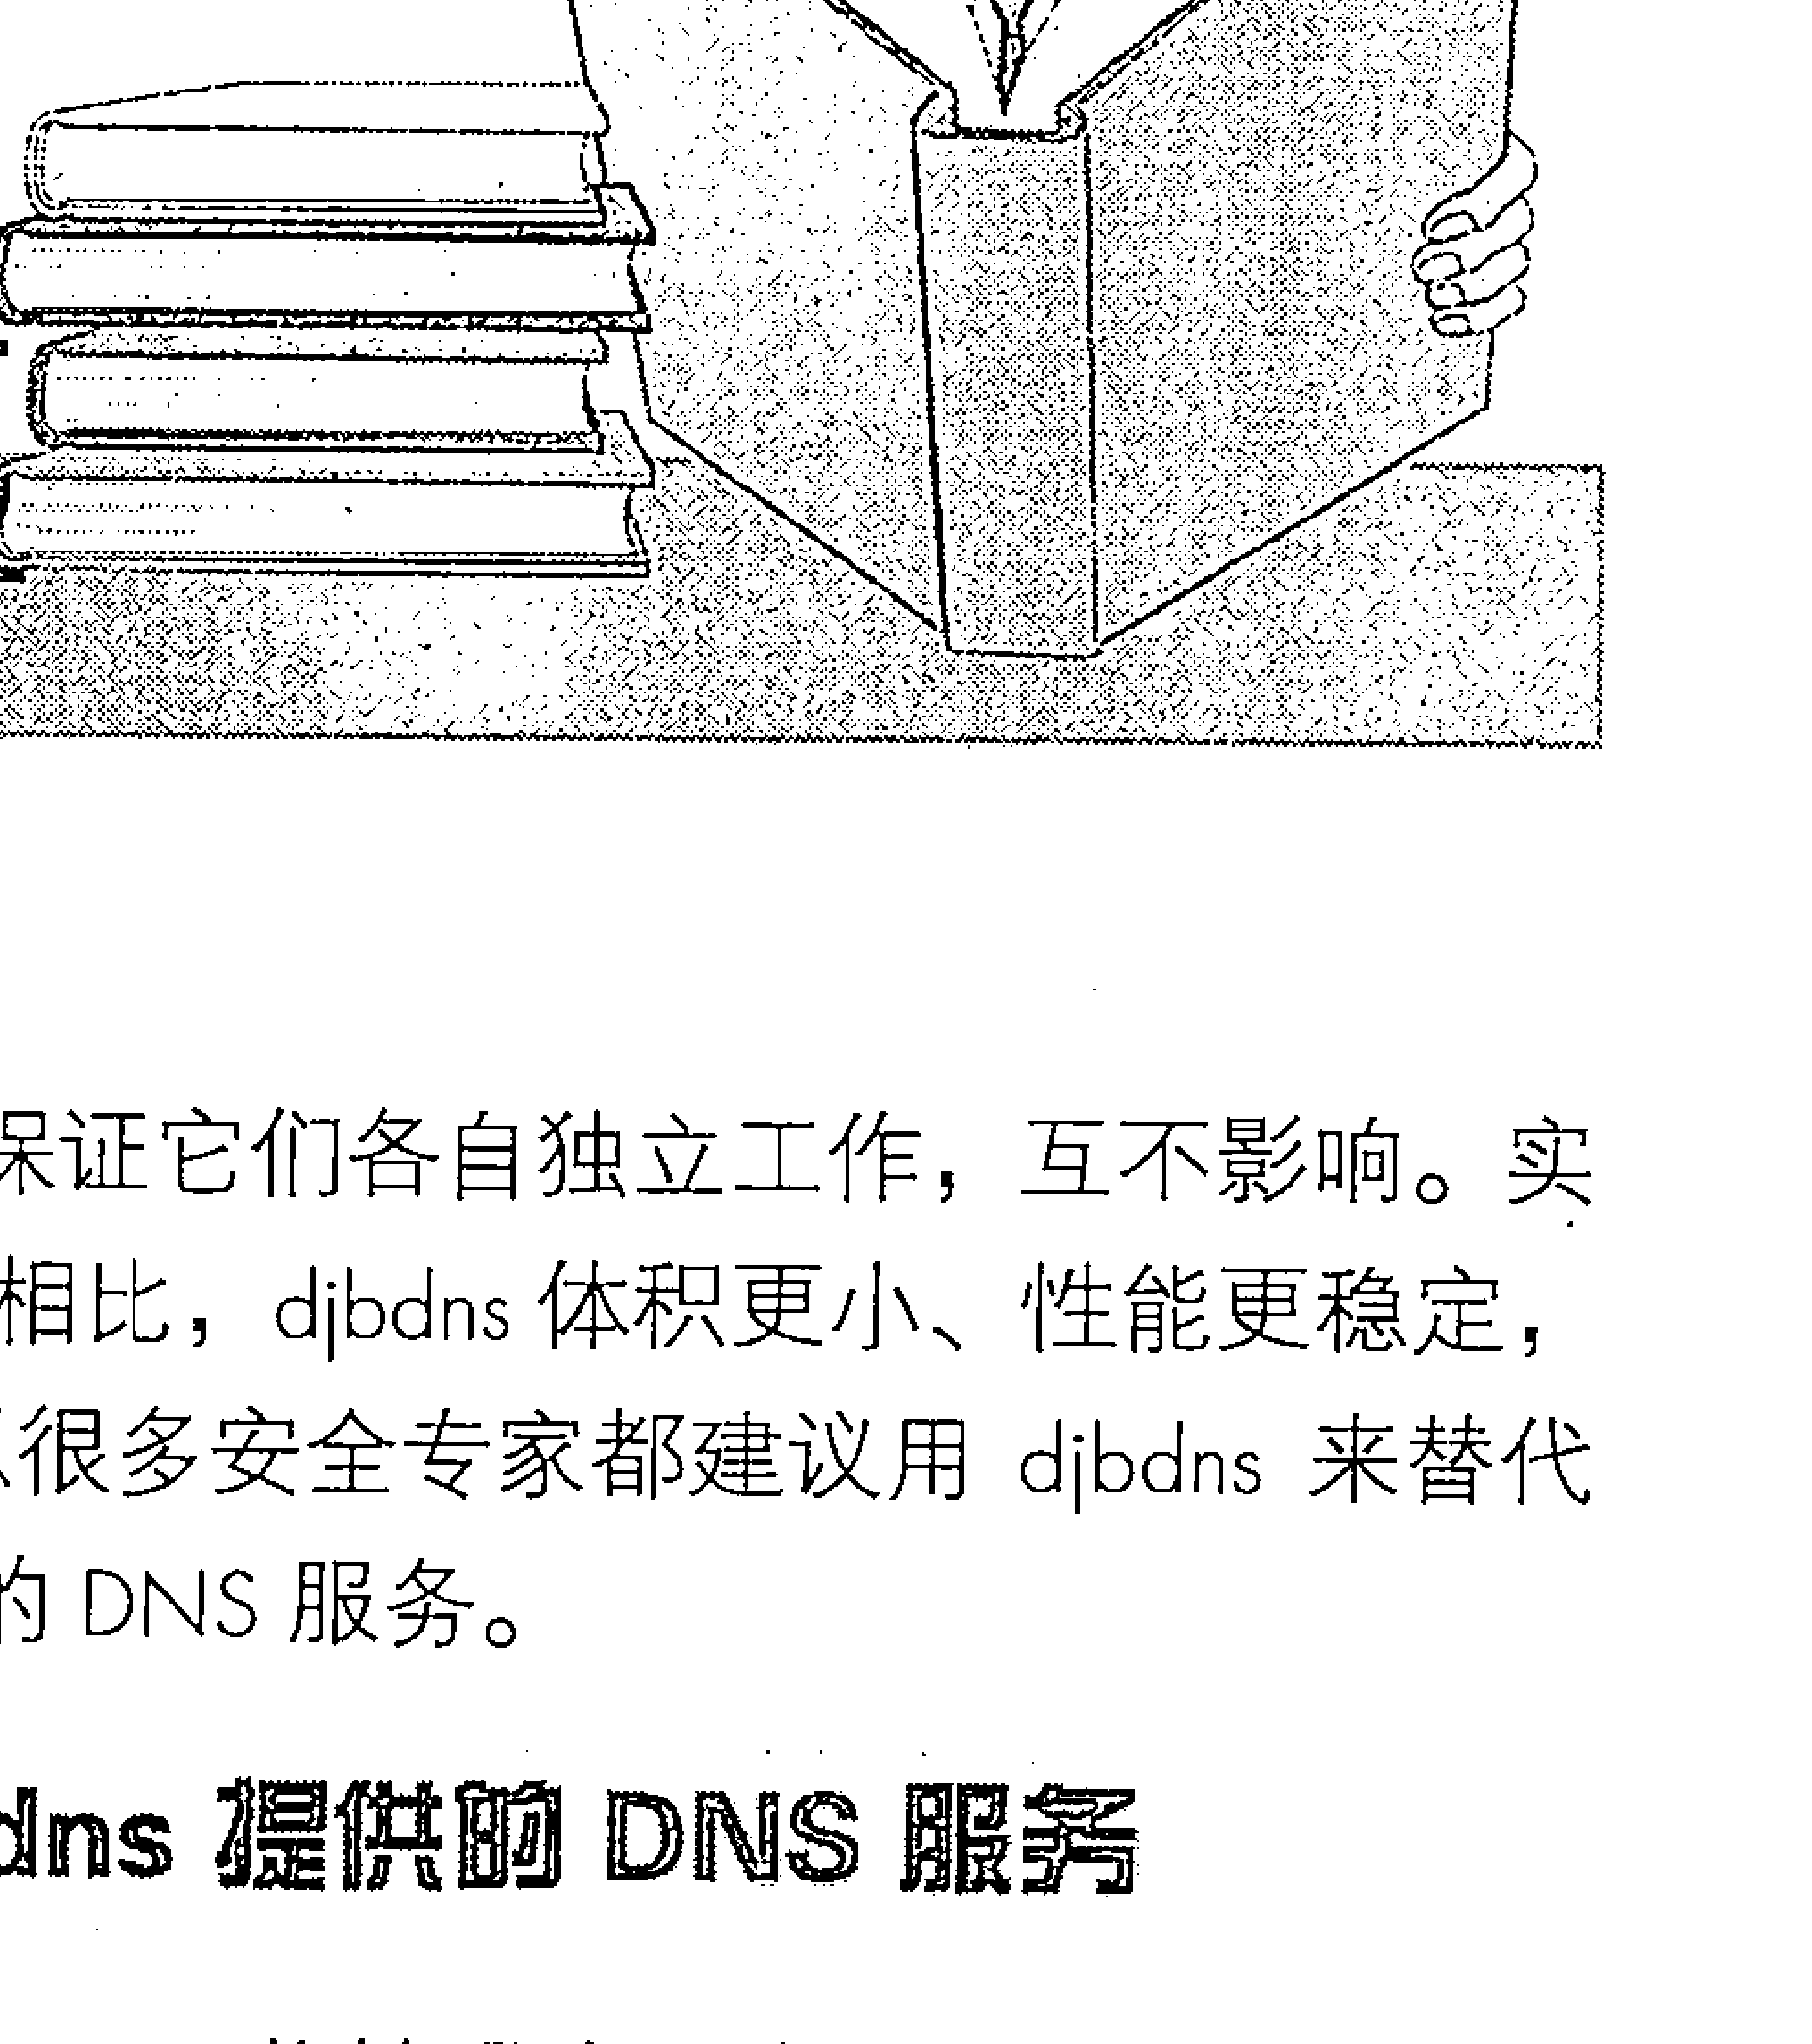 保证它们各自独立工作，互不影响。实
相比，djbdns 体积更小、性能更稳定，
很多安全专家都建议用 djbdns 来替代
的 DNS 服务。
dns 提供的 DNS 服务